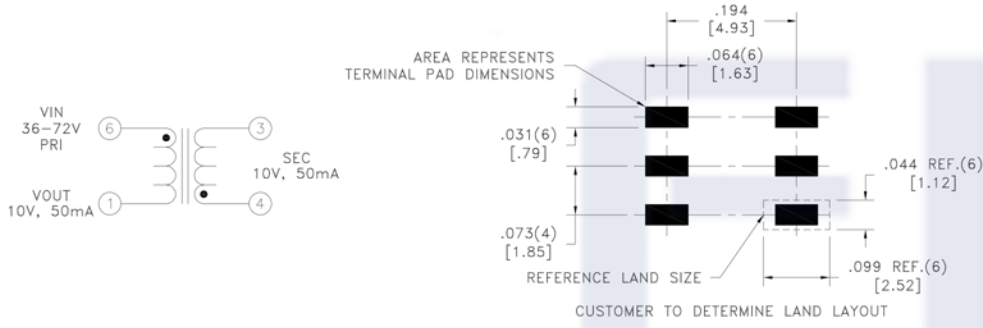 VIN
36-72V
PRI
6
VOUT
10V, 50mA
1
3
SEC
10V, 50mA
4
.194
[4.93]
AREA REPRESENTS
TERMINAL PAD DIMENSIONS
.064(6)
[1.63]
.031(6)
[.79]
.044 REF.(6)
[1.12]
.073(4)
[1.85]
REFERENCE LAND SIZE
.099 REF.(6)
[2.52]
CUSTOMER TO DETERMINE LAND LAYOUT